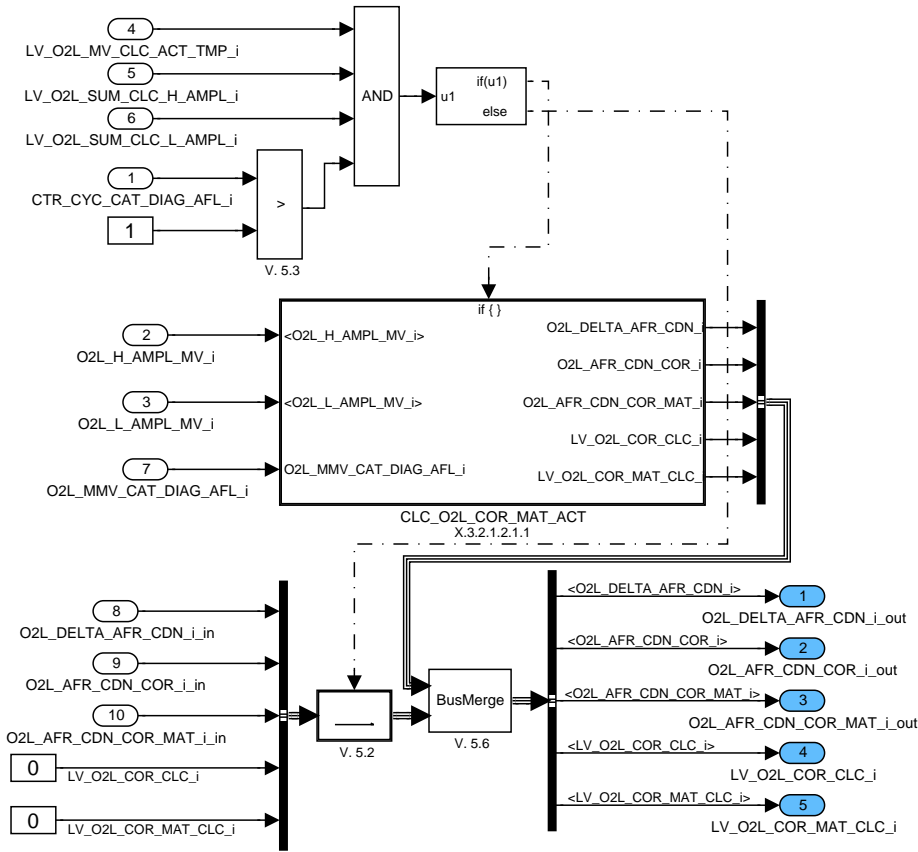 4
LV_O2L_MV_CLC_ACT_TMP_i
5
LV_O2L_SUM_CLC_H_AMPL_i
6
LV_O2L_SUM_CLC_L_AMPL_i
1
CTR_CYC_CAT_DIAG_AFL_i
1
>
V. 5.3
AND
u1
if(u1)
else
if { }
2
O2L_H_AMPL_MV_i
3
O2L_L_AMPL_MV_i
7
O2L_MMV_CAT_DIAG_AFL_i
<O2L_H_AMPL_MV_i>
<O2L_L_AMPL_MV_i>
O2L_MMV_CAT_DIAG_AFL_i
O2L_DELTA_AFR_CDN_i
O2L_AFR_CDN_COR_i
O2L_AFR_CDN_COR_MAT_i
LV_O2L_COR_CLC_i
LV_O2L_COR_MAT_CLC_i
CLC_O2L_COR_MAT_ACT
X.3.2.1.2.1.1
8
O2L_DELTA_AFR_CDN_i_in
9
O2L_AFR_CDN_COR_i_in
10
O2L_AFR_CDN_COR_MAT_i_in
0
LV_O2L_COR_CLC_i
0
LV_O2L_COR_MAT_CLC_i
V. 5.2
BusMerge
V. 5.6
<O2L_DELTA_AFR_CDN_i>
1
O2L_DELTA_AFR_CDN_i_out
<O2L_AFR_CDN_COR_i>
2
O2L_AFR_CDN_COR_i_out
<O2L_AFR_CDN_COR_MAT_i>
3
O2L_AFR_CDN_COR_MAT_i_out
<LV_O2L_COR_CLC_i>
4
LV_O2L_COR_CLC_i
<LV_O2L_COR_MAT_CLC_i>
5
LV_O2L_COR_MAT_CLC_i